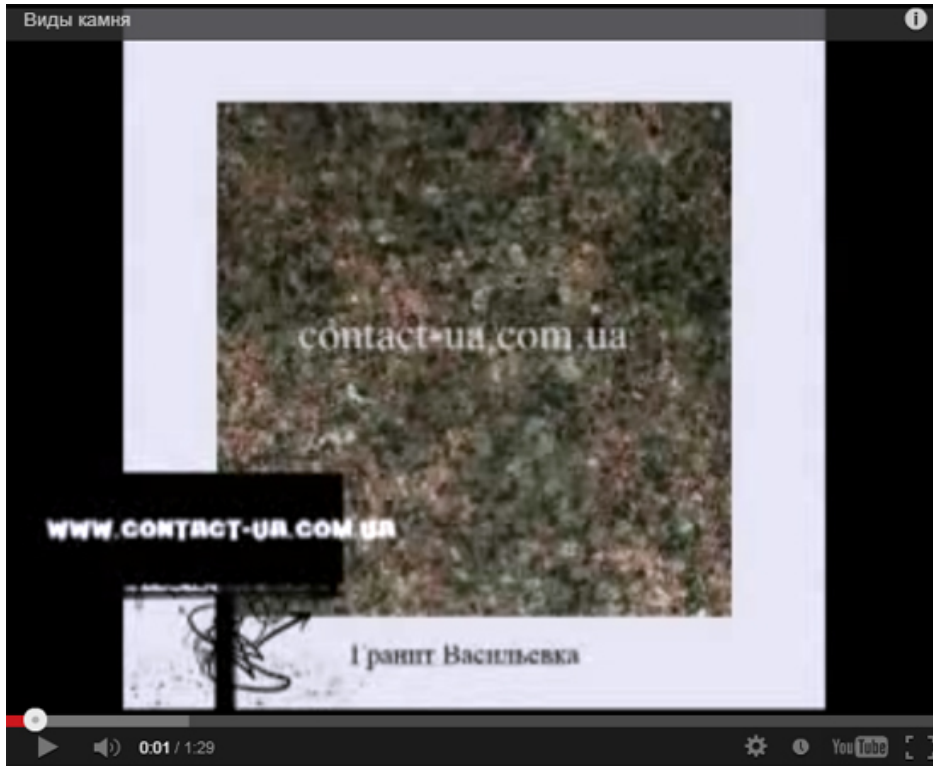 Виды камня
contact-ua.com.ua
WWW.CONTACT-UA.COM.UA
Гранит Васильевка
0:01 / 1:29
YouTube